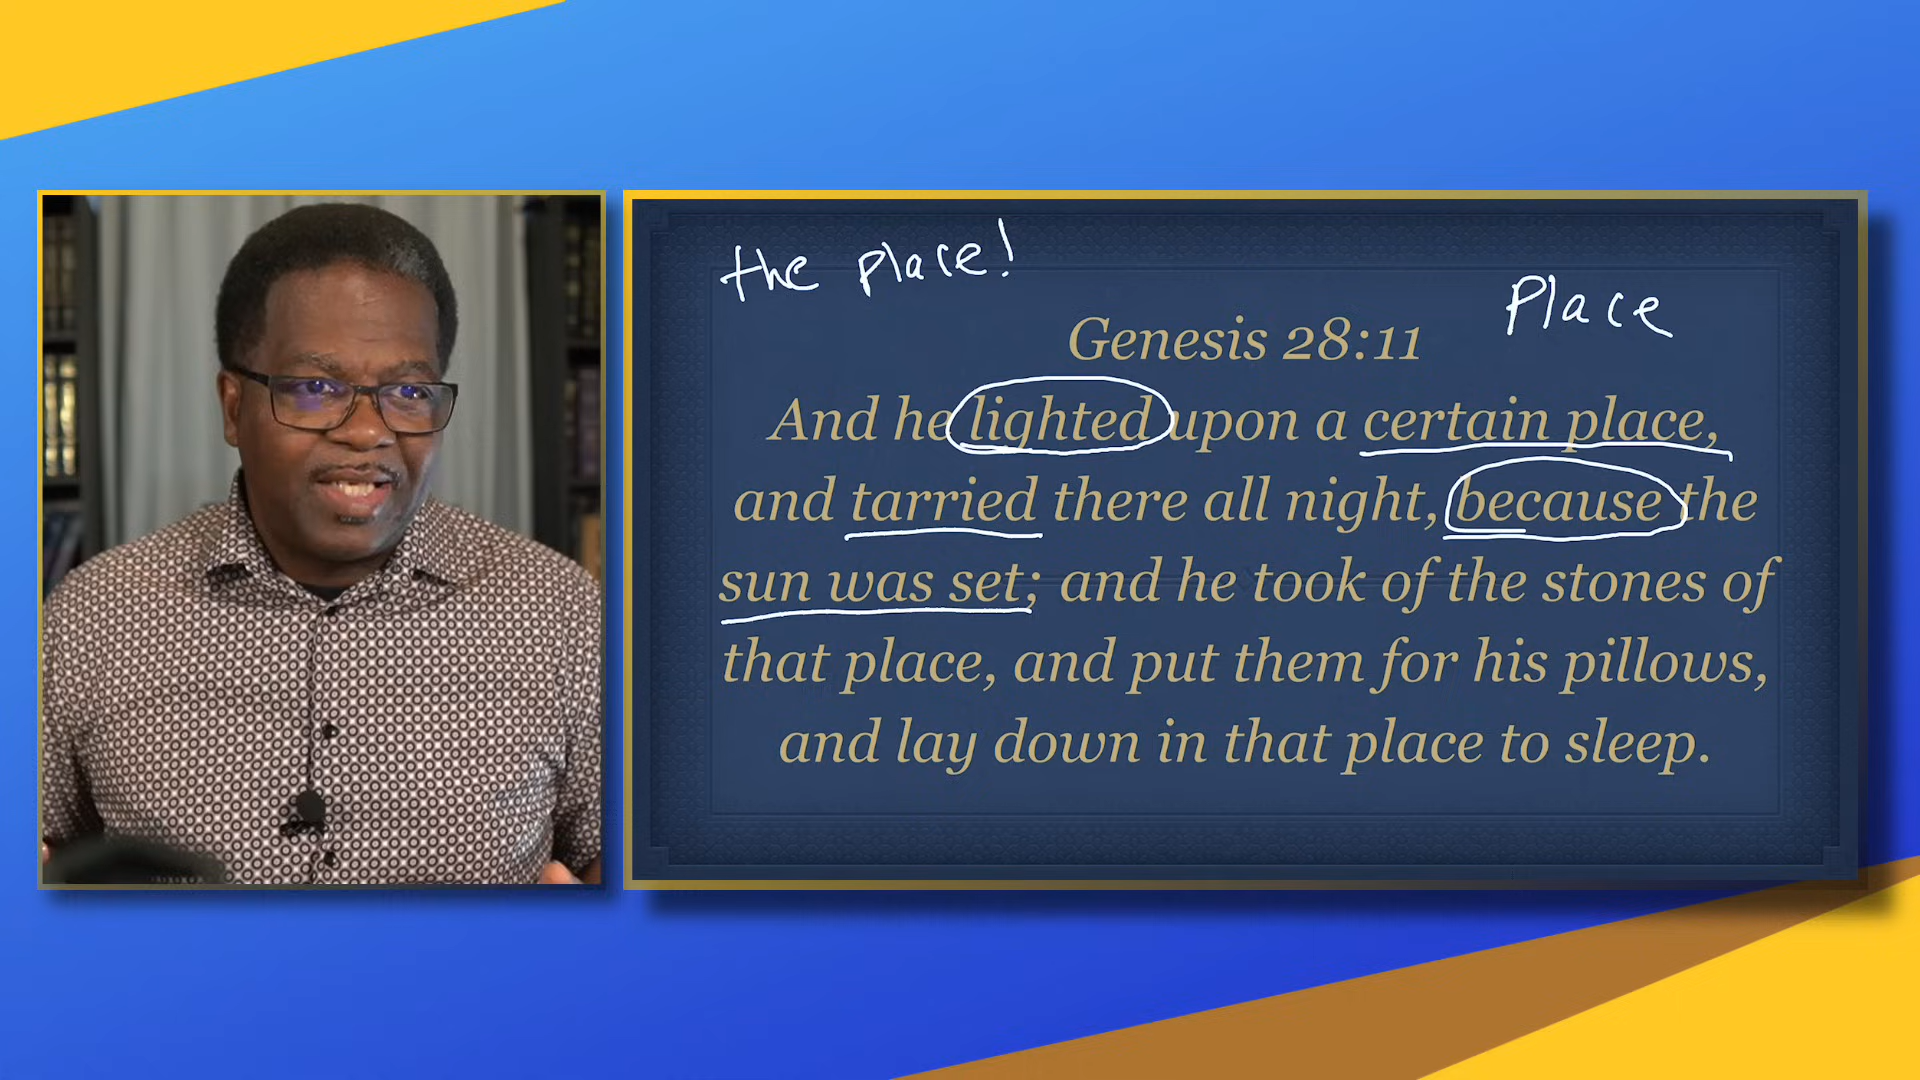 the place!
Place
Genesis 28:11
And he lighted upon a certain place,
and tarried there all night, because the
sun was set; and he took of the stones of
that place, and put them for his pillows,
and lay down in that place to sleep.